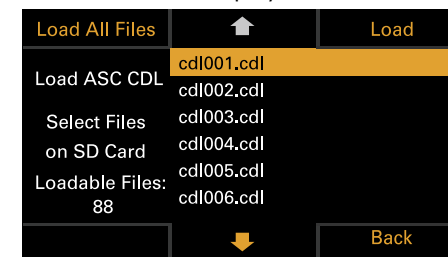 Load All Files
Load
Load ASC CDL
Select Files
on SD Card
Loadable Files:
88
cdl001.cdl
cdl002.cdl
cdl003.cdl
cdl004.cdl
cdl005.cdl
cdl006.cdl
Back